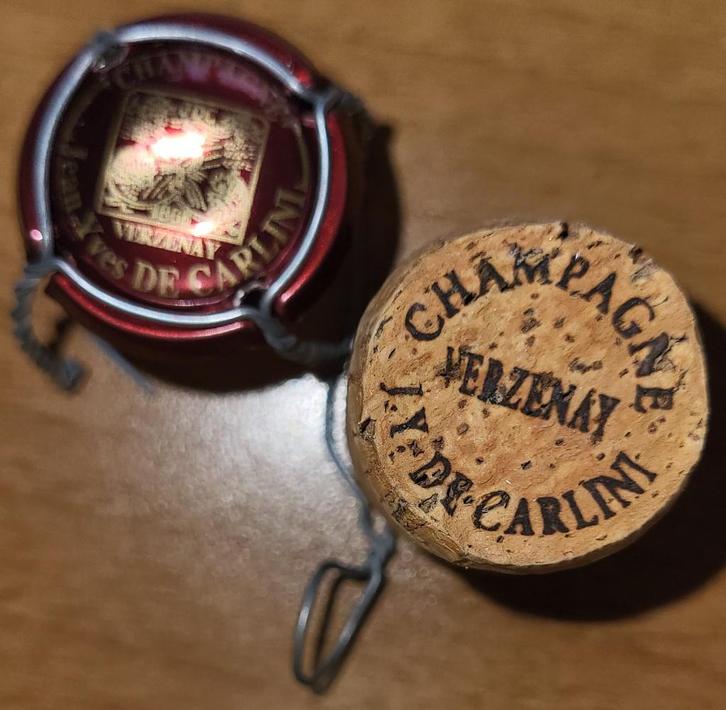 CHAMPAGNE
VERZENAY
Jean-Yves DE CARLINI
CHAMPAGNE
VERZENAY
J.Y. DE CARLINI